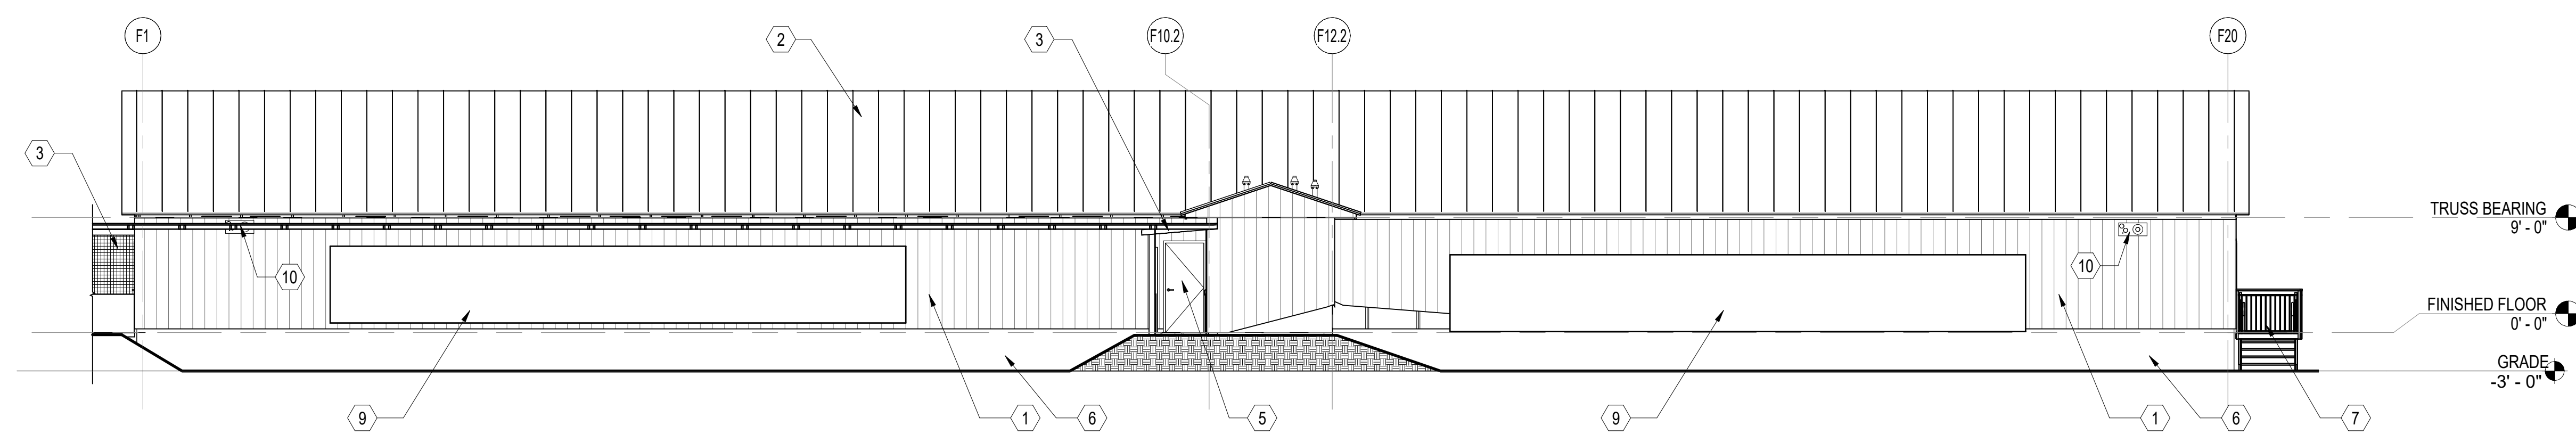 F1
2
3
F10.2
F12.2
F20
3
TRUSS BEARING
9' - 0"
10
10
FINISHED FLOOR
0' - 0"
GRADE
-3' - 0"
9
1
6
5
9
1
6
7